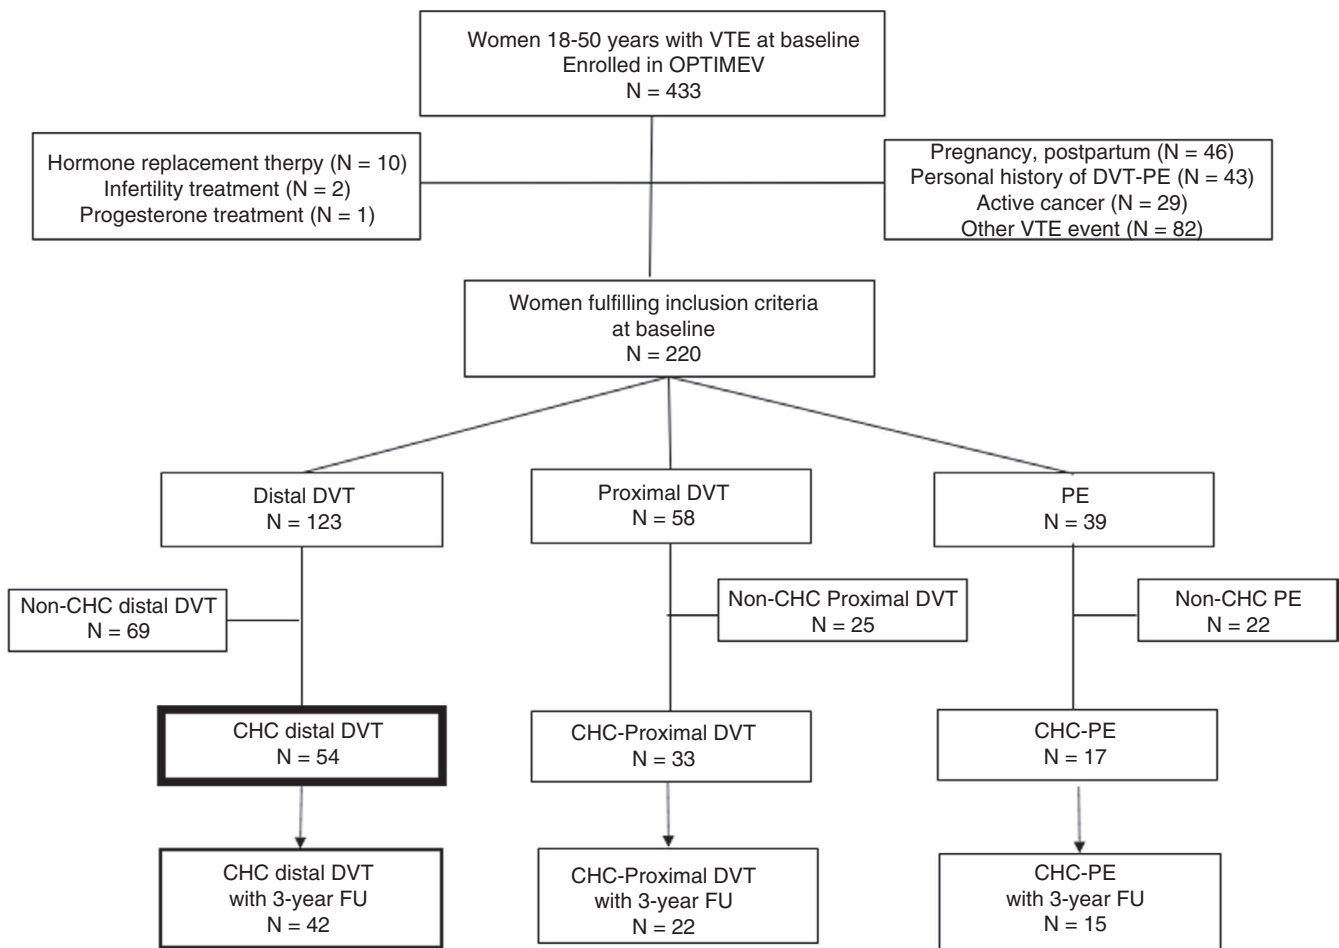 Women 18-50 years with VTE at baseline
Enrolled in OPTIMEV
N = 433
Hormone replacement therpy (N = 10)
Infertility treatment (N = 2)
Progesterone treatment (N = 1)
Pregnancy, postpartum (N = 46)
Personal history of DVT-PE (N = 43)
Active cancer (N = 29)
Other VTE event (N = 82)
Women fulfilling inclusion criteria
at baseline
N = 220
Distal DVT
N = 123
Proximal DVT
N = 58
PE
N = 39
Non-CHC distal DVT
N = 69
Non-CHC Proximal DVT
N = 25
Non-CHC PE
N = 22
CHC distal DVT
N = 54
CHC-Proximal DVT
N = 33
CHC-PE
N = 17
CHC distal DVT
with 3-year FU
N = 42
CHC-Proximal DVT
with 3-year FU
N = 22
CHC-PE
with 3-year FU
N = 15